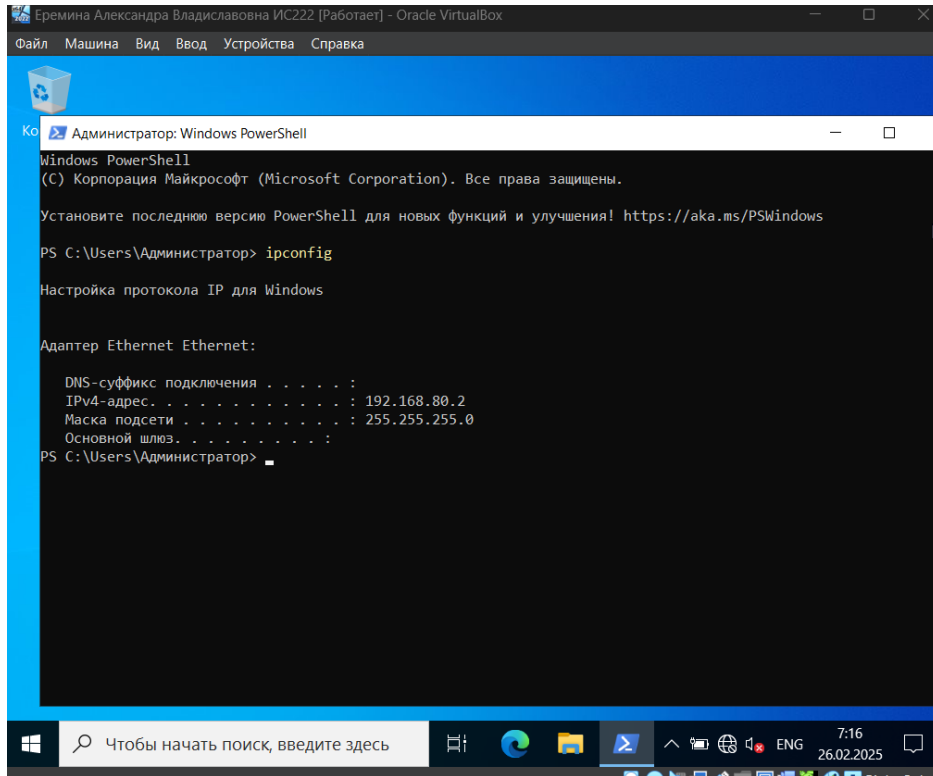 Еремина Александра Владиславовна ИС222 [Работает] - Oracle VirtualBox
Файл Машина Вид Ввод Устройства Справка
Ко
Администратор: Windows PowerShell
Windows PowerShell
(C) Корпорация Майкрософт (Microsoft Corporation). Все права защищены.
Установите последнюю версию PowerShell для новых функций и улучшения! https://aka.ms/PSWindows
PS C:\Users\Администратор> ipconfig
Настройка протокола IP для Windows
Адаптер Ethernet Ethernet:
DNS-суффикс подключения . . . . . :
IPv4-адрес. . . . . . . . . . . . : 192.168.80.2
Маска подсети . . . . . . . . . . : 255.255.255.0
Основной шлюз. . . . . . . . . :
PS C:\Users\Администратор>
Чтобы начать поиск, введите здесь
ENG
7:16
26.02.2025